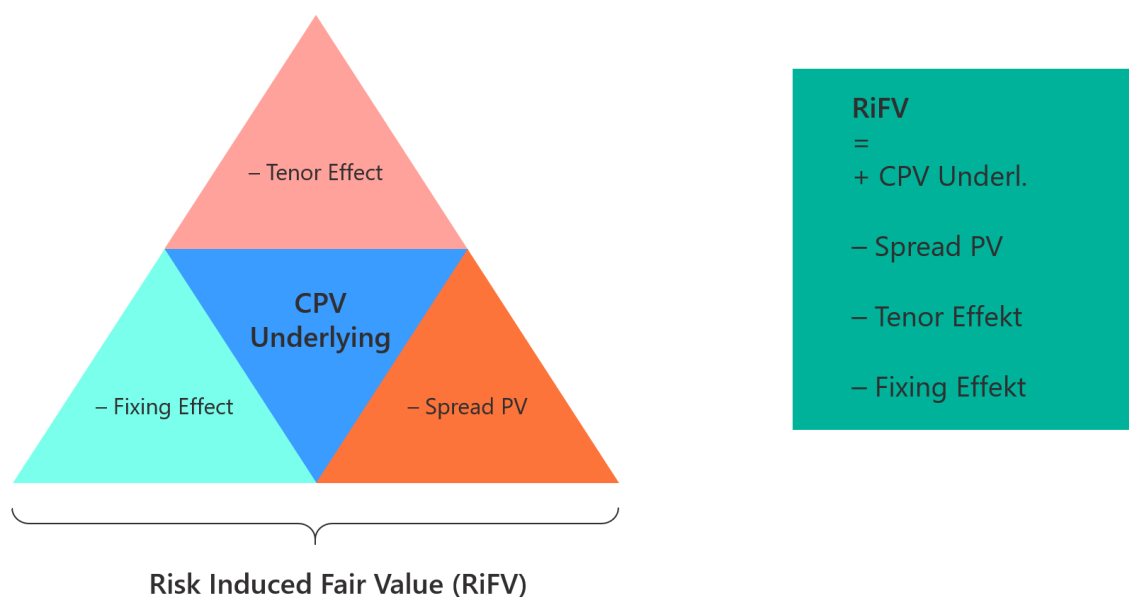 – Tenor Effect
CPV
Underlying
– Fixing Effect
– Spread PV
Risk Induced Fair Value (RiFV)
RiFV
=
+ CPV Underl.
– Spread PV
– Tenor Effekt
– Fixing Effekt